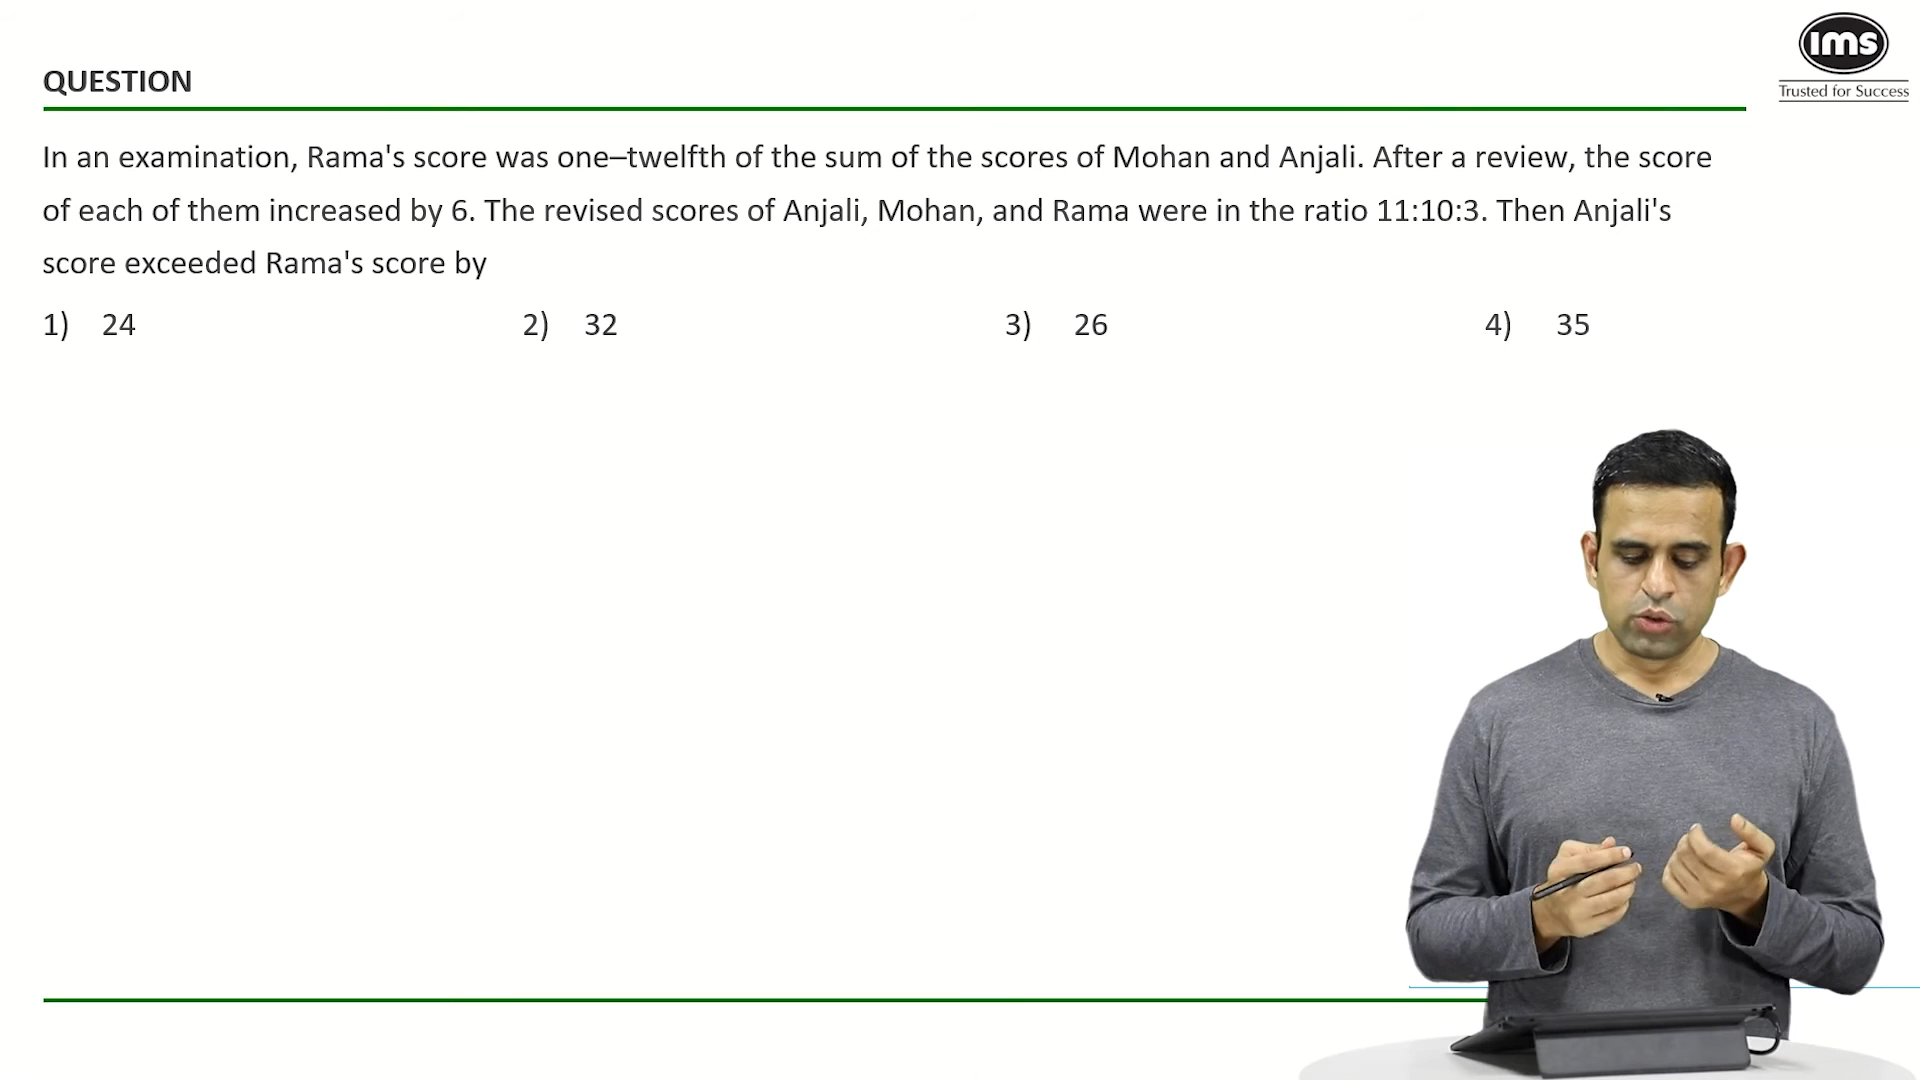 ims
Trusted for Success
QUESTION
In an examination, Rama's score was one–twelfth of the sum of the scores of Mohan and Anjali. After a review, the score
of each of them increased by 6. The revised scores of Anjali, Mohan, and Rama were in the ratio 11:10:3. Then Anjali's
score exceeded Rama's score by
1) 24 2) 32 3) 26 4) 35